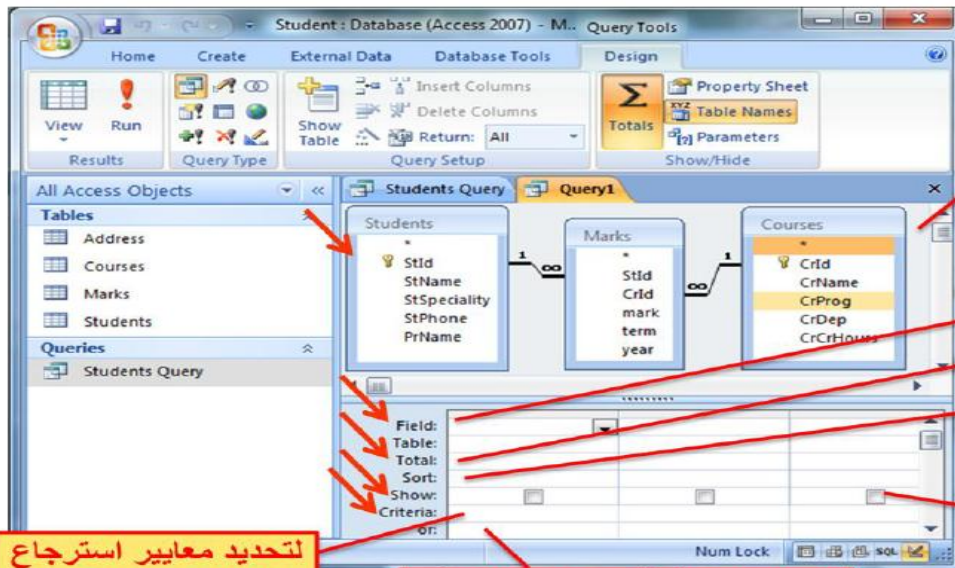 Student : Database (Access 2007) - M..
Query Tools
Home
Create
External Data
Database Tools
Design
View
Run
Show Table
Insert Columns
Delete Columns
Return: All
Totals
Property Sheet
Table Names
Parameters
Results
Query Type
Query Setup
Show/Hide
All Access Objects
Students Query
Query1
Tables
Address
Courses
Marks
Students
Queries
Students Query
Students
*
StId
StName
StSpeciality
StPhone
PrName
1
∞
Marks
*
StId
CrId
mark
term
year
∞
1
Courses
*
CrId
CrName
CrProg
CrDep
CrCrHours
Field:
Table:
Total:
Sort:
Show:
Criteria:
or:
لتحديد معايير استرجاع
Num Lock
SQL